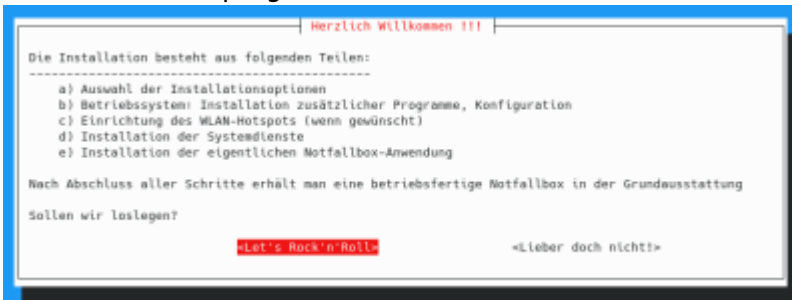 Herzlich Willkommen !!!
Die Installation besteht aus folgenden Teilen:
----------------------------------------------
a) Auswahl der Installationsoptionen
b) Betriebssystem: Installation zusätzlicher Programme, Konfiguration
c) Einrichtung des WLAN-Hotspots (wenn gewünscht)
d) Installation der Systemdienste
e) Installation der eigentlichen Notfallbox-Anwendung
Nach Abschluss aller Schritte erhält man eine betriebsfertige Notfallbox in der Grundausstattung
Sollen wir loslegen?
<Let's Rock'n'Roll> <Lieber doch nicht!>